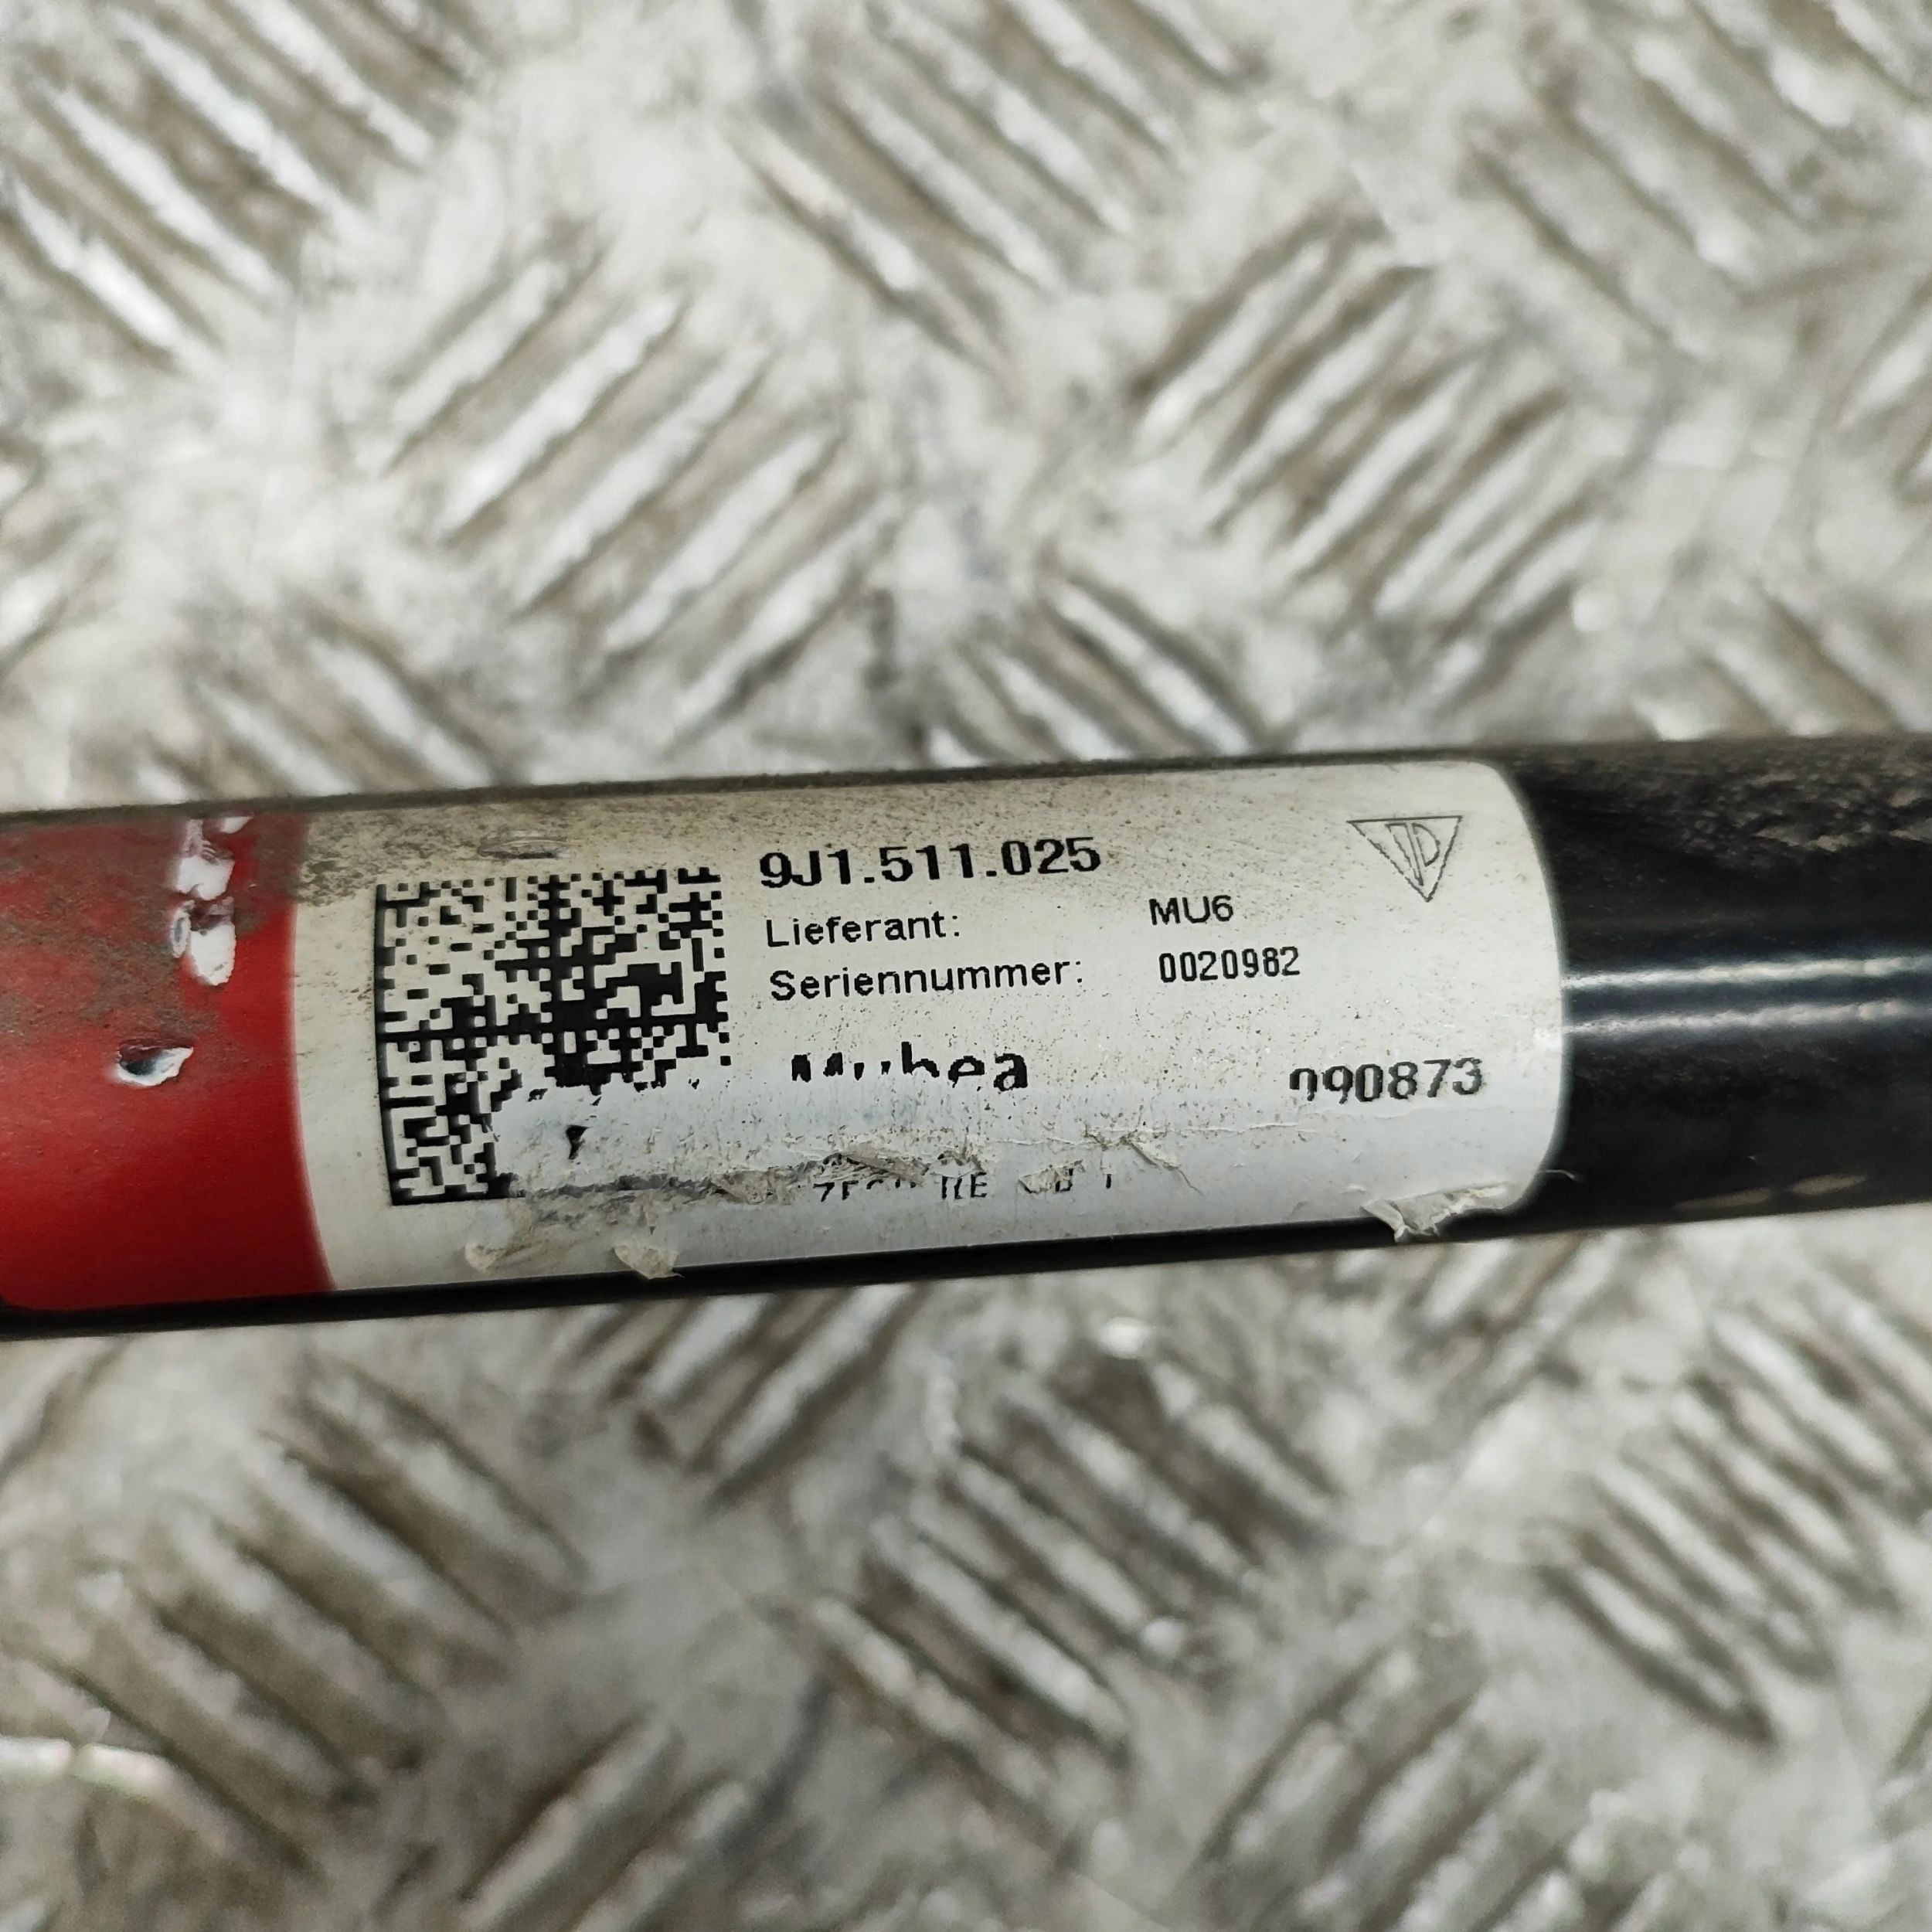 9J1.511.025
Lieferant: MU6
Seriennummer: 0020982
090873